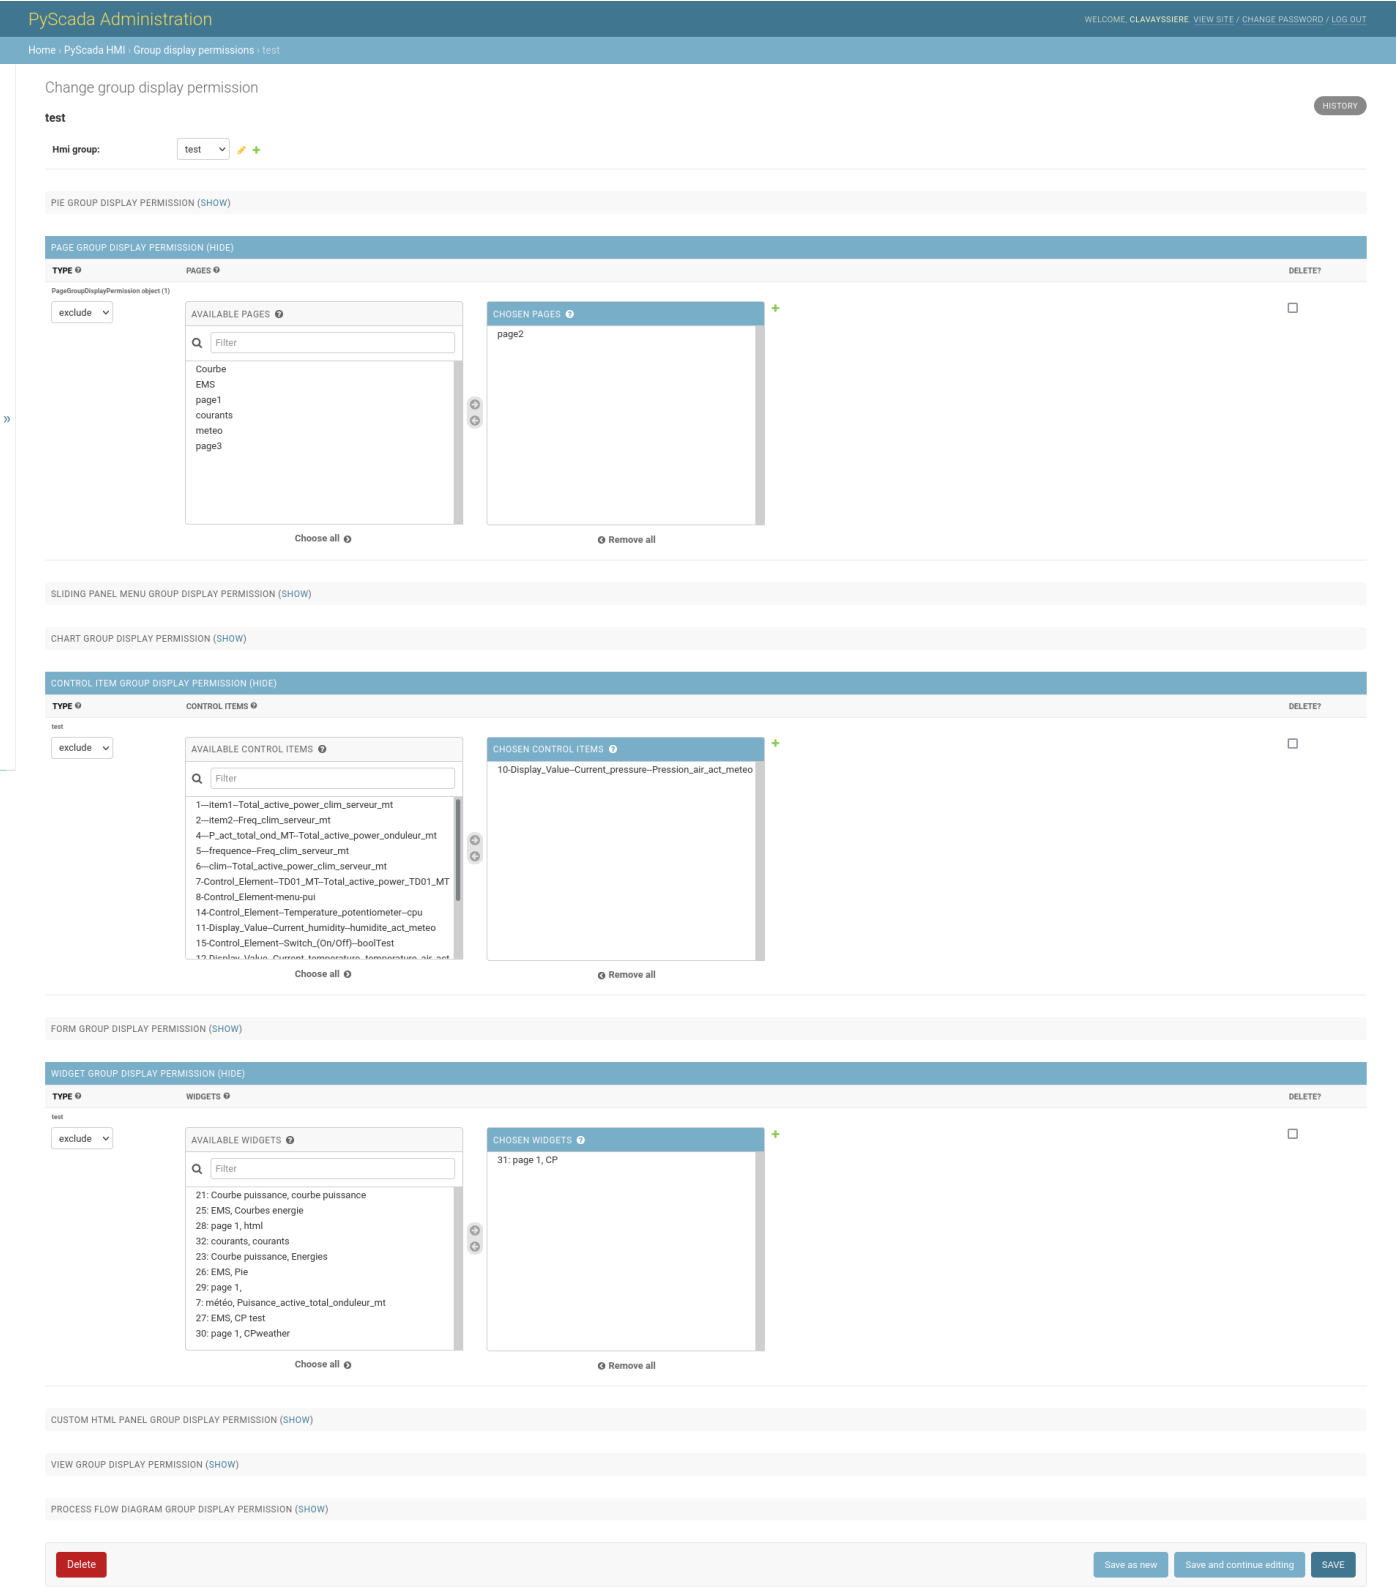 PyScada Administration
WELCOME, CLAVAYSSIERE. VIEW SITE / CHANGE PASSWORD / LOG OUT
Home › PyScada HMI › Group display permissions › test
Change group display permission
HISTORY
test
Hmi group:
test
PIE GROUP DISPLAY PERMISSION (SHOW)
PAGE GROUP DISPLAY PERMISSION (HIDE)
TYPE PAGES DELETE?
PageGroupDisplayPermission object (1)
exclude
AVAILABLE PAGES
Filter
Courbe
EMS
page1
courants
meteo
page3
Choose all
CHOSEN PAGES
page2
Remove all
»
SLIDING PANEL MENU GROUP DISPLAY PERMISSION (SHOW)
CHART GROUP DISPLAY PERMISSION (SHOW)
CONTROL ITEM GROUP DISPLAY PERMISSION (HIDE)
TYPE CONTROL ITEMS DELETE?
test
exclude
AVAILABLE CONTROL ITEMS
Filter
1---item1--Total_active_power_clim_serveur_mt
2---item2--Freq_clim_serveur_mt
4---P_act_total_ond_MT--Total_active_power_onduleur_mt
5---frequence--Freq_clim_serveur_mt
6---clim--Total_active_power_clim_serveur_mt
7-Control_Element--TD01_MT--Total_active_power_TD01_MT
8-Control_Element-menu-pui
14-Control_Element--Temperature_potentiometer--cpu
11-Display_Value--Current_humidity--humidite_act_meteo
15-Control_Element--Switch_(On/Off)--boolTest
12-Display_Value--Current_temperature--temperature_air_act
Choose all
CHOSEN CONTROL ITEMS
10-Display_Value--Current_pressure--Pression_air_act_meteo
Remove all
FORM GROUP DISPLAY PERMISSION (SHOW)
WIDGET GROUP DISPLAY PERMISSION (HIDE)
TYPE WIDGETS DELETE?
test
exclude
AVAILABLE WIDGETS
Filter
21: Courbe puissance, courbe puissance
25: EMS, Courbes energie
28: page 1, html
32: courants, courants
23: Courbe puissance, Energies
26: EMS, Pie
29: page 1,
7: météo, Puisance_active_total_onduleur_mt
27: EMS, CP test
30: page 1, CPweather
Choose all
CHOSEN WIDGETS
31: page 1, CP
Remove all
CUSTOM HTML PANEL GROUP DISPLAY PERMISSION (SHOW)
VIEW GROUP DISPLAY PERMISSION (SHOW)
PROCESS FLOW DIAGRAM GROUP DISPLAY PERMISSION (SHOW)
Delete
Save as new
Save and continue editing
SAVE